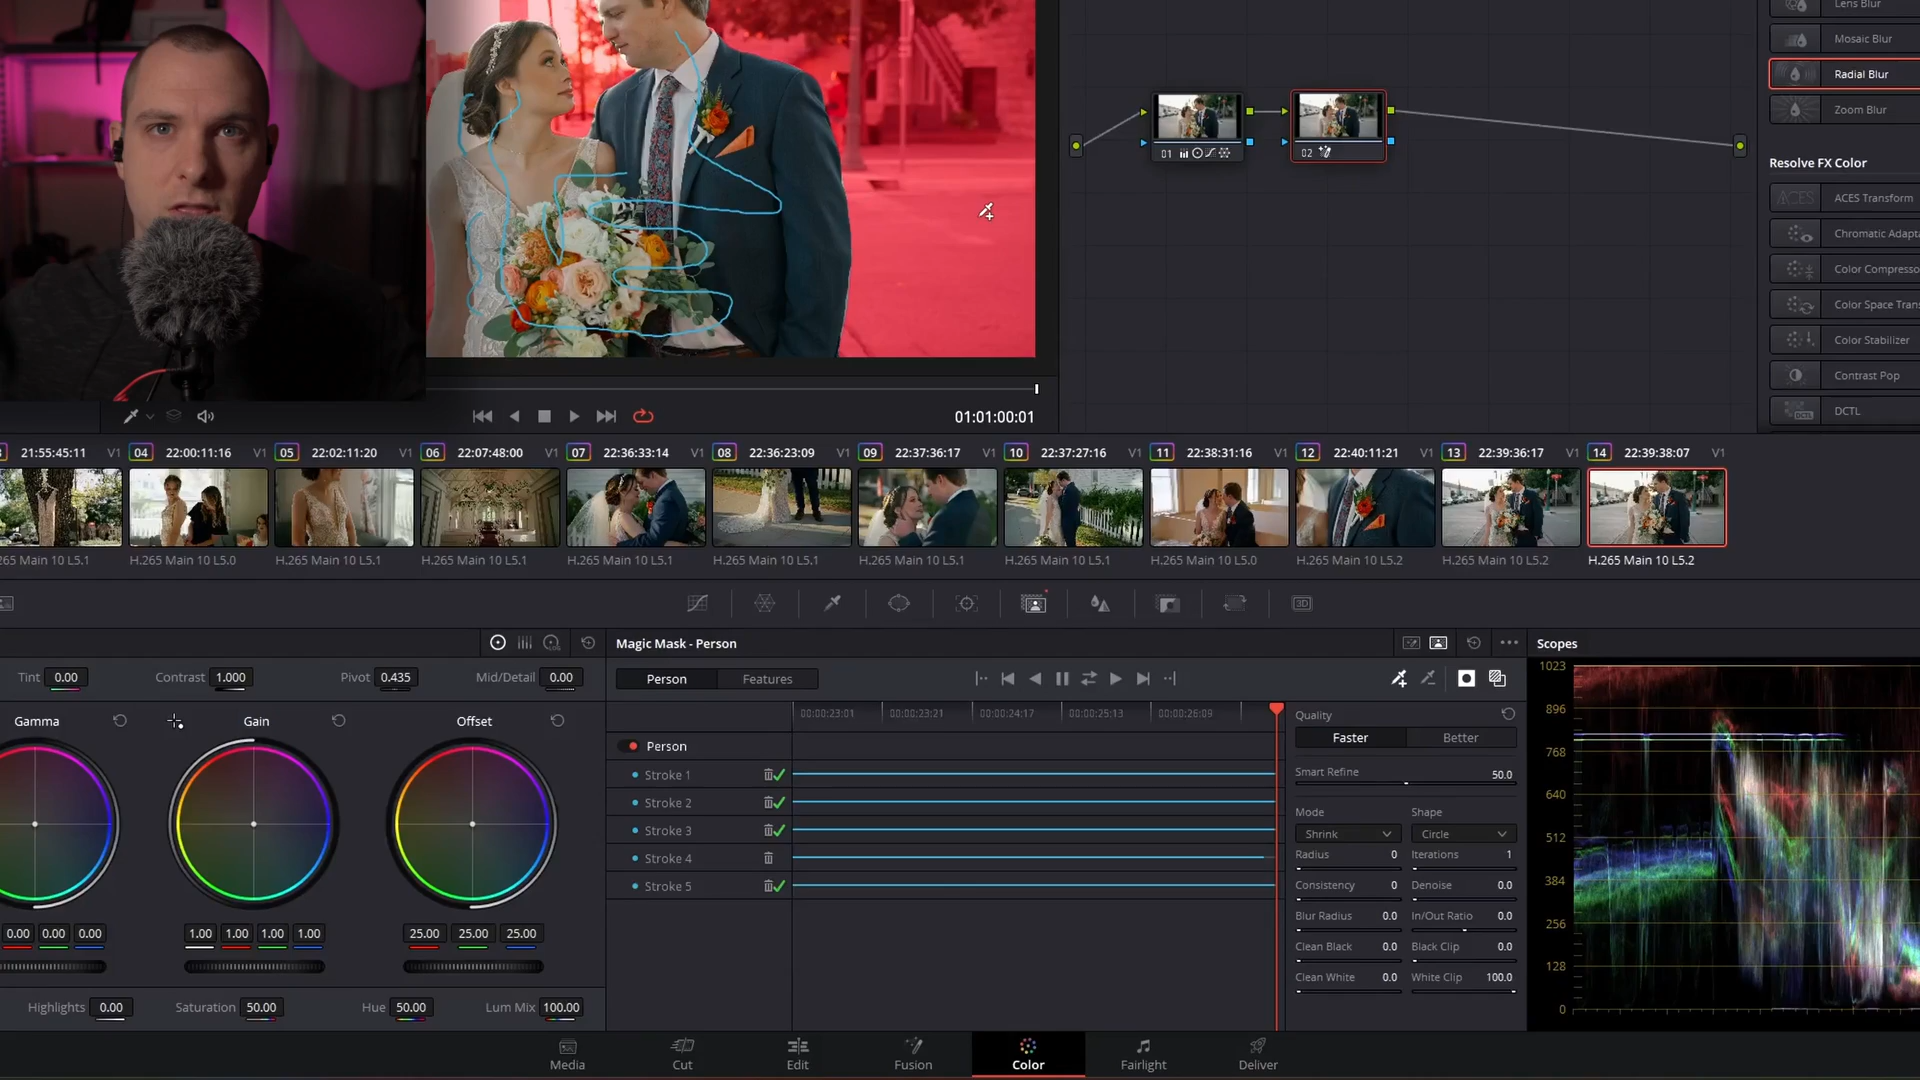 Lens Blur
Mosaic Blur
Radial Blur
Zoom Blur
Resolve FX Color
ACES ACES Transform
Chromatic Adapta
Color Compresso
Color Space Tran
Color Stabilizer
Contrast Pop
DCTL DCTL
01
02
01:01:00:01
21:55:45:11 V1
04 22:00:11:16 V1
05 22:02:11:20 V1
06 22:07:48:00 V1
07 22:36:33:14 V1
08 22:36:23:09 V1
09 22:37:36:17 V1
10 22:37:27:16 V1
11 22:38:31:16 V1
12 22:40:11:21 V1
13 22:39:36:17 V1
14 22:39:38:07 V1
265 Main 10 L5.1
H.265 Main 10 L5.0
H.265 Main 10 L5.1
H.265 Main 10 L5.1
H.265 Main 10 L5.1
H.265 Main 10 L5.1
H.265 Main 10 L5.1
H.265 Main 10 L5.1
H.265 Main 10 L5.0
H.265 Main 10 L5.2
H.265 Main 10 L5.2
H.265 Main 10 L5.2
3D
LOG
Tint 0.00
Contrast 1.000
Pivot 0.435
Mid/Detail 0.00
Gamma
Gain
Offset
0.00 0.00 0.00
1.00 1.00 1.00 1.00
25.00 25.00 25.00
Highlights 0.00
Saturation 50.00
Hue 50.00
Lum Mix 100.00
Magic Mask - Person
Person
Features
00:00:23:01
00:00:23:21
00:00:24:17
00:00:25:13
00:00:26:09
Person
Stroke 1
Stroke 2
Stroke 3
Stroke 4
Stroke 5
Quality
Faster
Better
Smart Refine 50.0
Mode
Shape
Shrink
Circle
Radius 0
Iterations 1
Consistency 0
Denoise 0.0
Blur Radius 0.0
In/Out Ratio 0.0
Clean Black 0.0
Black Clip 0.0
Clean White 0.0
White Clip 100.0
Scopes
1023
896
768
640
512
384
256
128
0
Media
Cut
Edit
Fusion
Color
Fairlight
Deliver